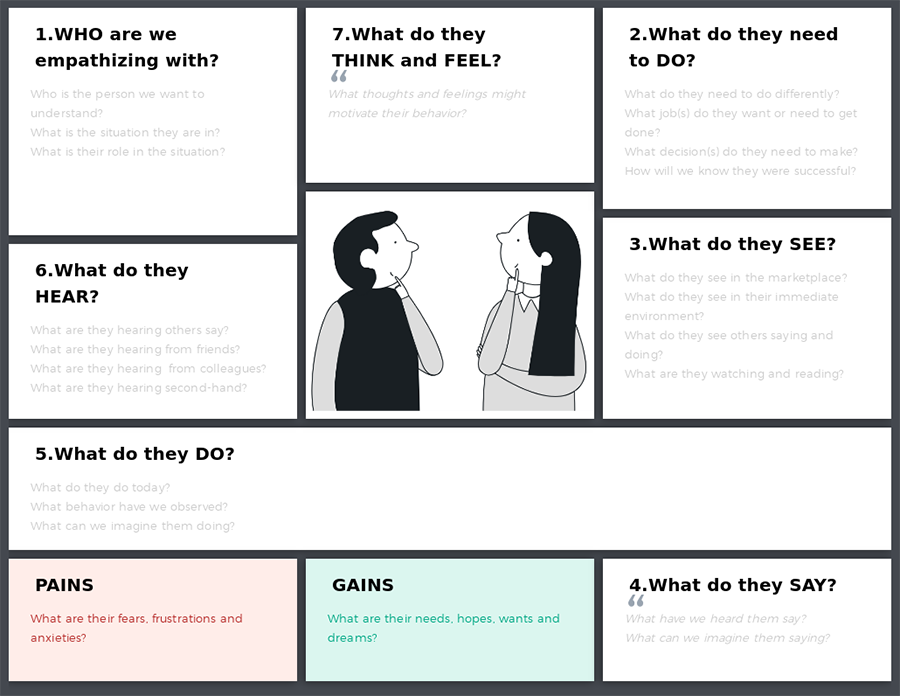 1.WHO are we
empathizing with?
Who is the person we want to
understand?
What is the situation they are in?
What is their role in the situation?
7.What do they
THINK and FEEL?
“
What thoughts and feelings might
motivate their behavior?
2.What do they need
to DO?
What do they need to do differently?
What job(s) do they want or need to get
done?
What decision(s) do they need to make?
How will we know they were successful?
3.What do they SEE?
What do they see in the marketplace?
What do they see in their immediate
environment?
What do they see others saying and
doing?
What are they watching and reading?
6.What do they
HEAR?
What are they hearing others say?
What are they hearing from friends?
What are they hearing  from colleagues?
What are they hearing second-hand?
5.What do they DO?
What do they do today?
What behavior have we observed?
What can we imagine them doing?
PAINS
What are their fears, frustrations and
anxieties?
GAINS
What are their needs, hopes, wants and
dreams?
4.What do they SAY?
“
What have we heard them say?
What can we imagine them saying?